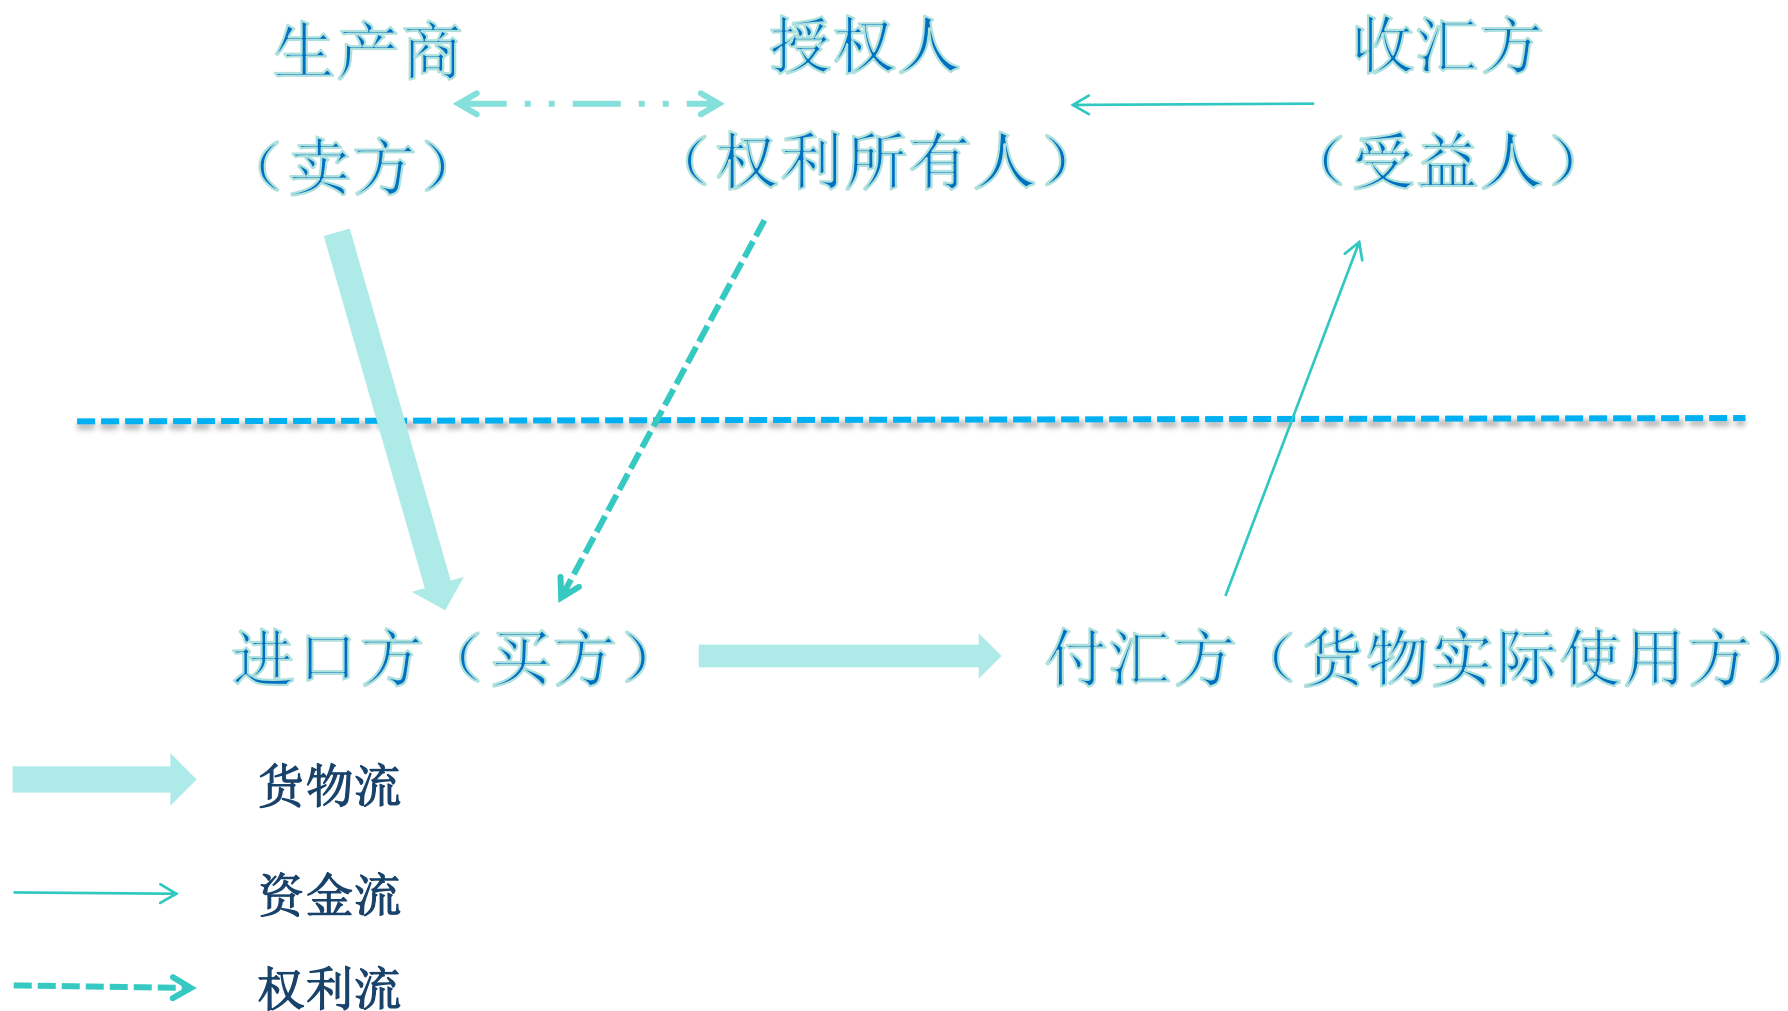 生产商
（卖方）
授权人
（权利所有人）
收汇方
（受益人）
进口方（买方）
付汇方（货物实际使用方）
货物流
资金流
权利流